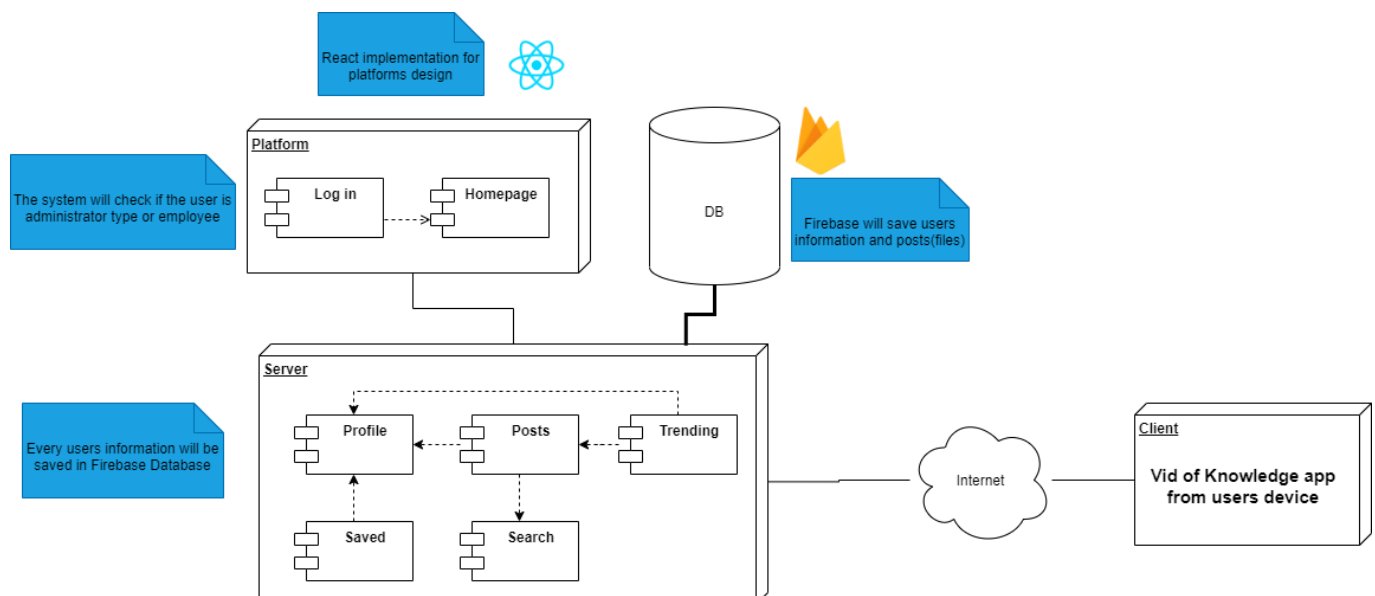 React implementation for
platforms design
Platform
Log in
Homepage
The system will check if the user is
administrator type or employee
DB
Firebase will save users
information and posts(files)
Server
Profile
Posts
Trending
Every users information will be
saved in Firebase Database
Saved
Search
Internet
Client
Vid of Knowledge app
from users device